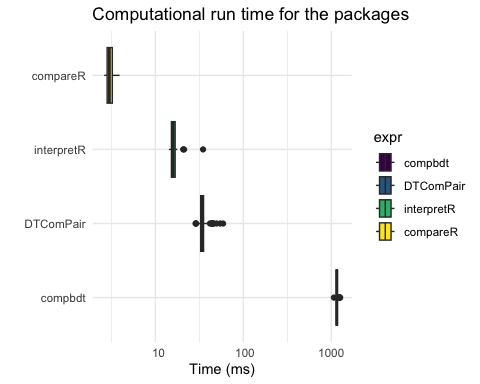 Computational run time for the packages
compareR
interpretR
DTComPair
compbdt
10
100
1000
Time (ms)
expr
compbdt
DTComPair
interpretR
compareR